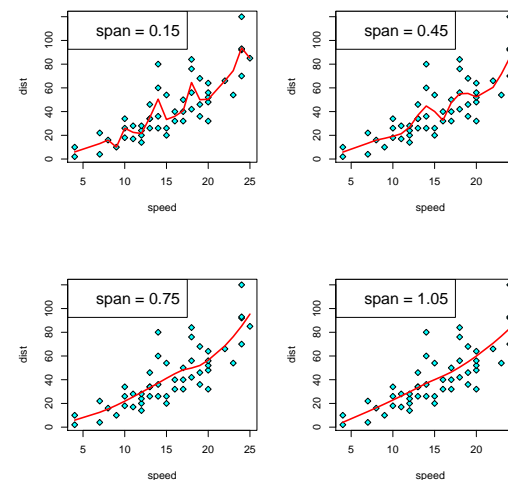 span = 0.15
dist
0 20 40 60 80 100
5 10 15 20 25
speed
span = 0.45
dist
0 20 40 60 80 100
5 10 15 20
speed
span = 0.75
dist
0 20 40 60 80 100
5 10 15 20 25
speed
span = 1.05
dist
0 20 40 60 80 100
5 10 15 20
speed